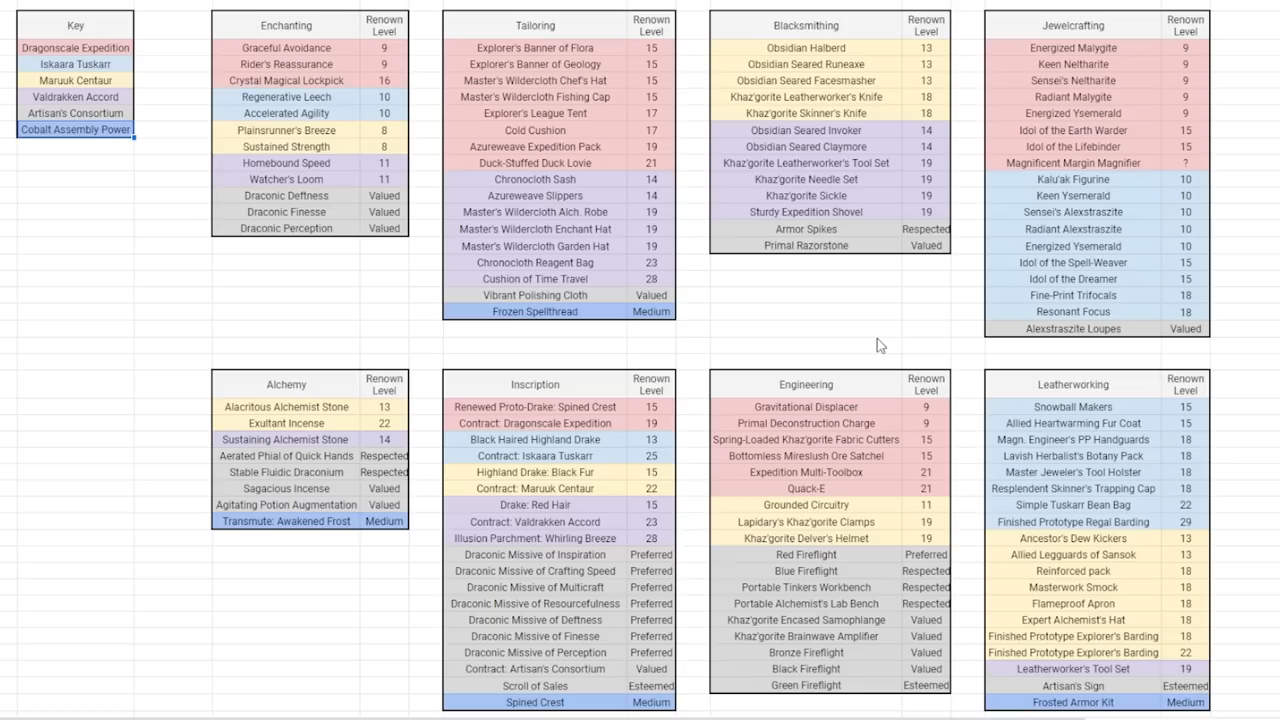 Key
Dragonscale Expedition
Iskaara Tuskarr
Maruuk Centaur
Valdrakken Accord
Artisan's Consortium
Cobalt Assembly Power
Enchanting Renown Level
Graceful Avoidance 9
Rider's Reassurance 9
Crystal Magical Lockpick 16
Regenerative Leech 10
Accelerated Agility 10
Plainsrunner's Breeze 8
Sustained Strength 8
Homebound Speed 11
Watcher's Loom 11
Draconic Deftness Valued
Draconic Finesse Valued
Draconic Perception Valued
Tailoring Renown Level
Explorer's Banner of Flora 15
Explorer's Banner of Geology 15
Master's Wildercloth Chef's Hat 15
Master's Wildercloth Fishing Cap 15
Explorer's League Tent 17
Cold Cushion 17
Azureweave Expedition Pack 19
Duck-Stuffed Duck Lovie 21
Chronocloth Sash 14
Azureweave Slippers 14
Master's Wildercloth Alch. Robe 19
Master's Wildercloth Enchant Hat 19
Master's Wildercloth Garden Hat 19
Chronocloth Reagent Bag 23
Cushion of Time Travel 28
Vibrant Polishing Cloth Valued
Frozen Spellthread Medium
Blacksmithing Renown Level
Obsidian Halberd 13
Obsidian Seared Runeaxe 13
Obsidian Seared Facesmasher 13
Khaz'gorite Leatherworker's Knife 18
Khaz'gorite Skinner's Knife 18
Obsidian Seared Invoker 14
Obsidian Seared Claymore 14
Khaz'gorite Leatherworker's Tool Set 19
Khaz'gorite Needle Set 19
Khaz'gorite Sickle 19
Sturdy Expedition Shovel 19
Armor Spikes Respected
Primal Razorstone Valued
Jewelcrafting Renown Level
Energized Malygite 9
Keen Neltharite 9
Sensei's Neltharite 9
Radiant Malygite 9
Energized Ysemerald 9
Idol of the Earth Warder 15
Idol of the Lifebinder 15
Magnificent Margin Magnifier ?
Kalu'ak Figurine 10
Keen Ysemerald 10
Sensei's Alexstraszite 10
Radiant Alexstraszite 10
Energized Ysemerald 10
Idol of the Spell-Weaver 15
Idol of the Dreamer 15
Fine-Print Trifocals 18
Resonant Focus 18
Alexstraszite Loupes Valued
Alchemy Renown Level
Alacritous Alchemist Stone 13
Exultant Incense 22
Sustaining Alchemist Stone 14
Aerated Phial of Quick Hands Respected
Stable Fluidic Draconium Respected
Sagacious Incense Valued
Agitating Potion Augmentation Valued
Transmute: Awakened Frost Medium
Inscription Renown Level
Renewed Proto-Drake: Spined Crest 15
Contract: Dragonscale Expedition 19
Black Haired Highland Drake 13
Contract: Iskaara Tuskarr 25
Highland Drake: Black Fur 15
Contract: Maruuk Centaur 22
Drake: Red Hair 15
Contract: Valdrakken Accord 23
Illusion Parchment: Whirling Breeze 28
Draconic Missive of Inspiration Preferred
Draconic Missive of Crafting Speed Preferred
Draconic Missive of Multicraft Preferred
Draconic Missive of Resourcefulness Preferred
Draconic Missive of Deftness Preferred
Draconic Missive of Finesse Preferred
Draconic Missive of Perception Preferred
Contract: Artisan's Consortium Valued
Scroll of Sales Esteemed
Spined Crest Medium
Engineering Renown Level
Gravitational Displacer 9
Primal Deconstruction Charge 9
Spring-Loaded Khaz'gorite Fabric Cutters 15
Bottomless Mireslush Ore Satchel 15
Expedition Multi-Toolbox 21
Quack-E 21
Grounded Circuitry 11
Lapidary's Khaz'gorite Clamps 19
Khaz'gorite Delver's Helmet 19
Red Fireflight Preferred
Blue Fireflight Respected
Portable Tinkers Workbench Respected
Portable Alchemist's Lab Bench Respected
Khaz'gorite Encased Samophlange Valued
Khaz'gorite Brainwave Amplifier Valued
Bronze Fireflight Valued
Black Fireflight Valued
Green Fireflight Esteemed
Leatherworking Renown Level
Snowball Makers 15
Allied Heartwarming Fur Coat 15
Magn. Engineer's PP Handguards 18
Lavish Herbalist's Botany Pack 18
Master Jeweler's Tool Holster 18
Resplendent Skinner's Trapping Cap 18
Simple Tuskarr Bean Bag 22
Finished Prototype Regal Barding 29
Ancestor's Dew Kickers 13
Allied Legguards of Sansok 13
Reinforced pack 18
Masterwork Smock 18
Flameproof Apron 18
Expert Alchemist's Hat 18
Finished Prototype Explorer's Barding 18
Finished Prototype Explorer's Barding 22
Leatherworker's Tool Set 19
Artisan's Sign Esteemed
Frosted Armor Kit Medium